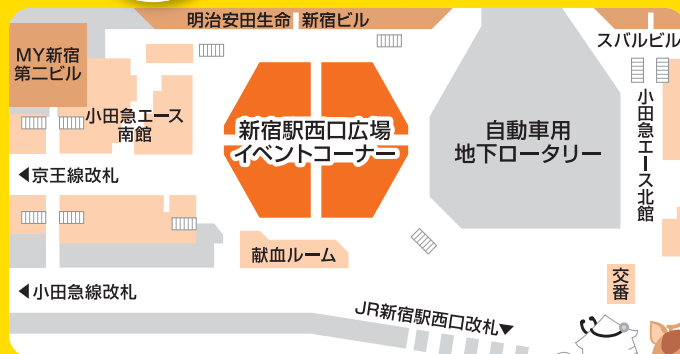 明治安田生命 新宿ビル
スバルビル
MY新宿
第二ビル
小田急エース
南館
新宿駅西口広場
イベントコーナー
自動車用
地下ロータリー
小田急エース北館
◀京王線改札
献血ルーム
交番
◀小田急線改札
JR新宿駅西口改札▼